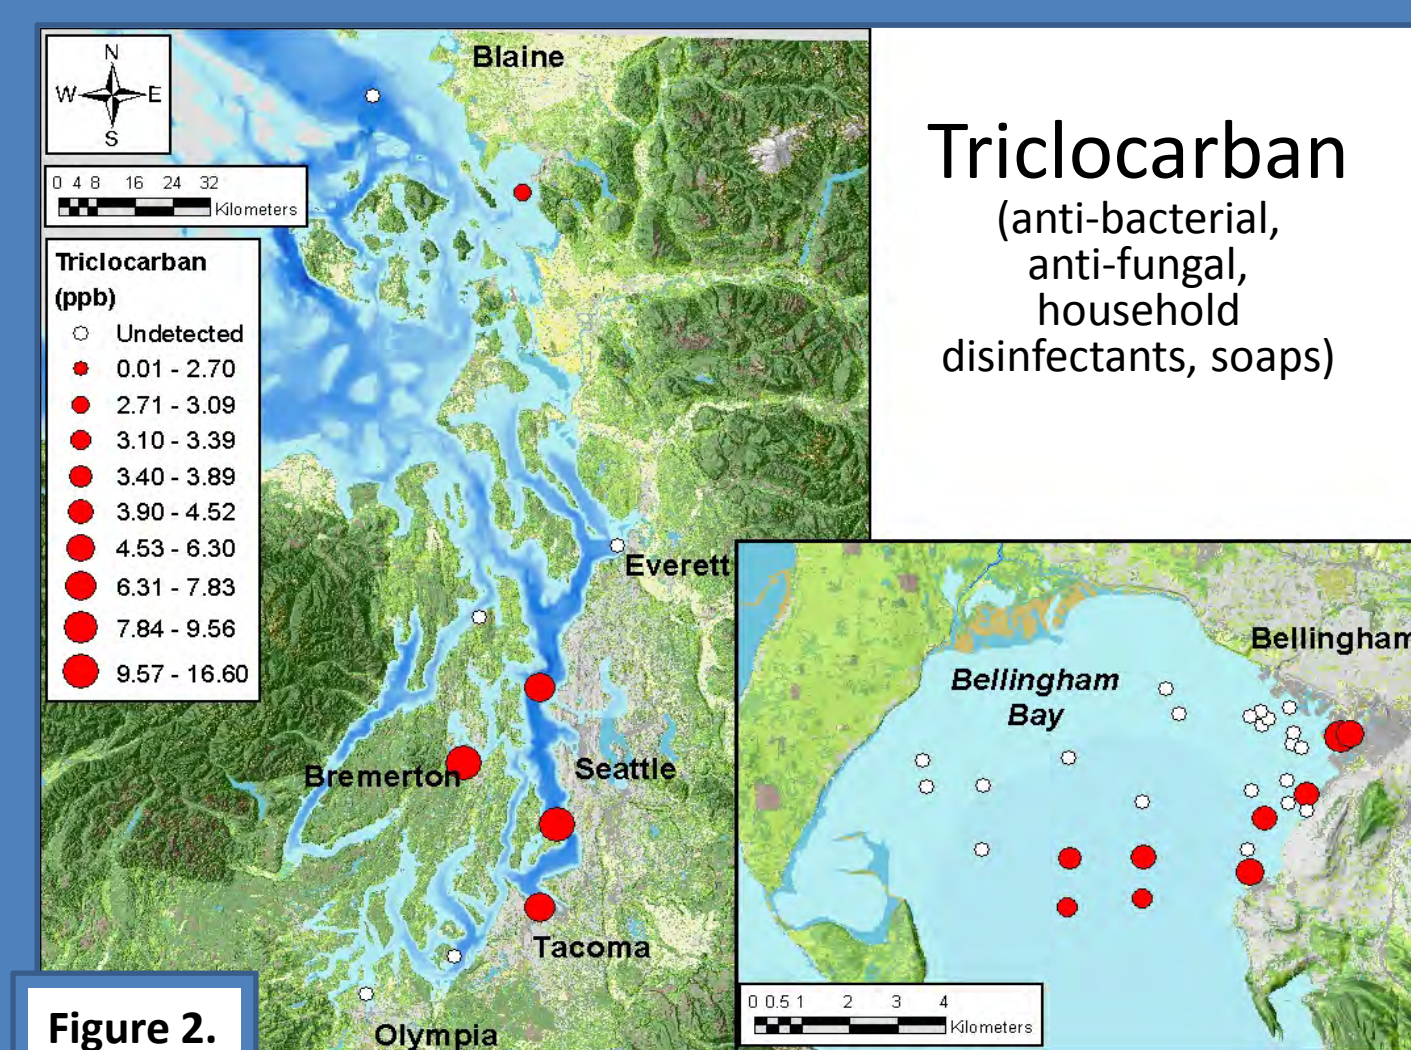 N
W E
S
0 4 8 16 24 32
Kilometers
Triclocarban
(ppb)
Undetected
0.01 - 2.70
2.71 - 3.09
3.10 - 3.39
3.40 - 3.89
3.90 - 4.52
4.53 - 6.30
6.31 - 7.83
7.84 - 9.56
9.57 - 16.60
Blaine
Everett
Bremerton
Seattle
Tacoma
Olympia
Figure 2.
Triclocarban
(anti-bacterial,
anti-fungal,
household
disinfectants, soaps)
Bellingham
Bellingham
Bay
0 0.5 1 2 3 4
Kilometers